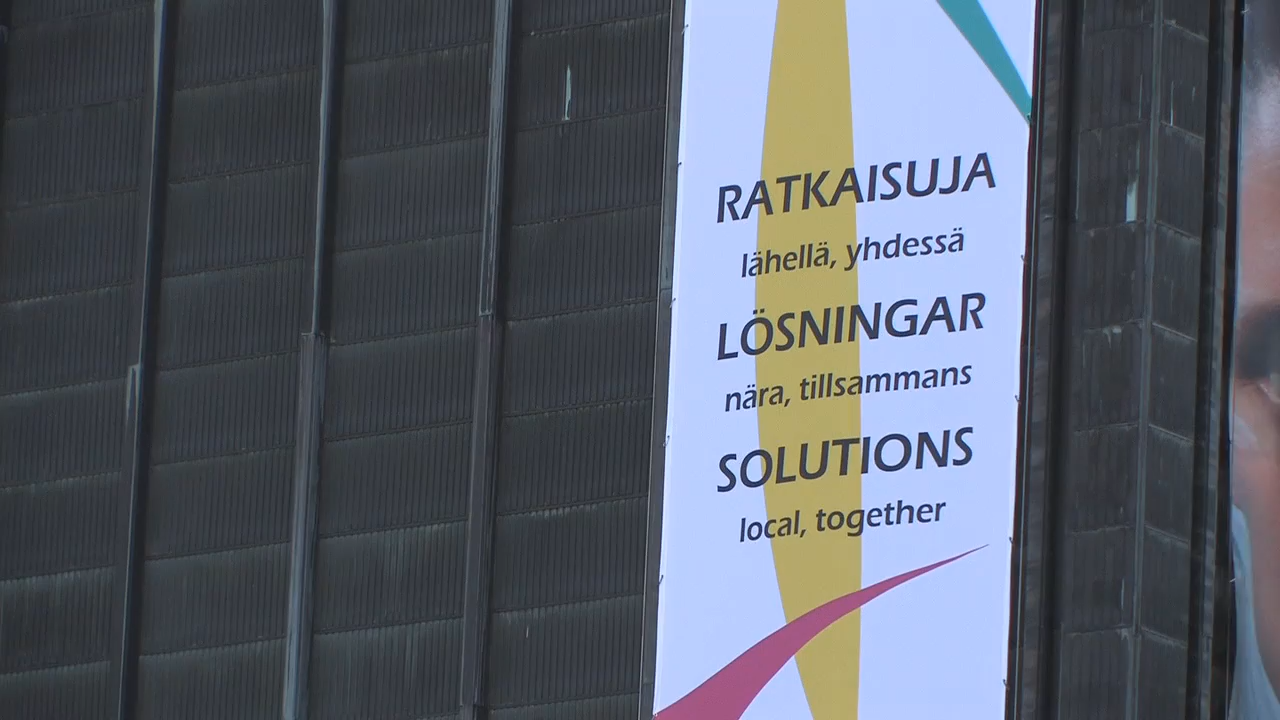 RATKAISUJA
lähellä, yhdessä
LÖSNINGAR
nära, tillsammans
SOLUTIONS
local, together